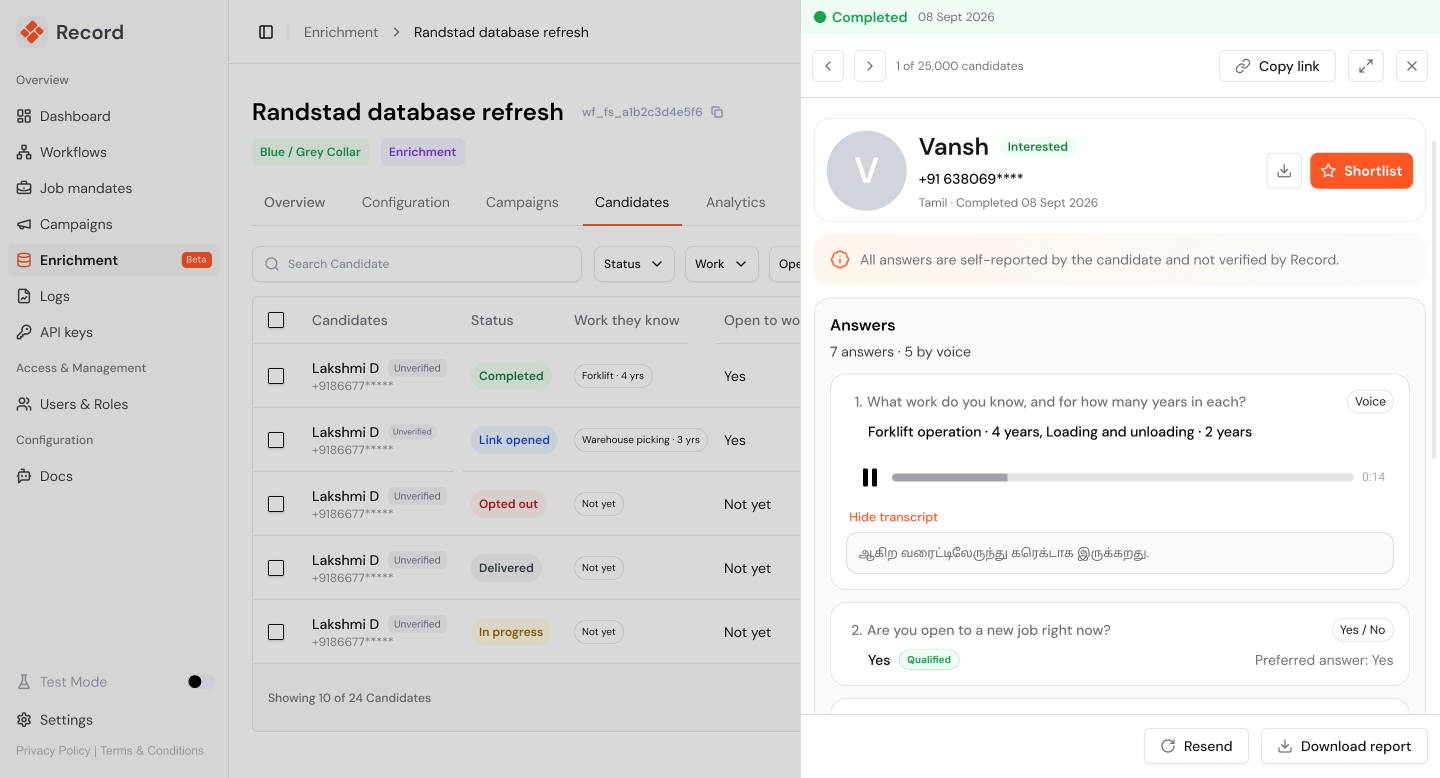 Record
Overview
Dashboard
Workflows
Job mandates
Campaigns
Enrichment Beta
Logs
API keys
Access & Management
Users & Roles
Configuration
Docs
Test Mode
Settings
Privacy Policy | Terms & Conditions
Enrichment > Randstad database refresh
Randstad database refresh wf_fs_a1b2c3d4e5f6
Blue / Grey Collar Enrichment
Overview Configuration Campaigns Candidates Analytics
Search Candidate Status Work Ope
Candidates Status Work they know Open to wo
Lakshmi D Unverified Completed Forklift · 4 yrs Yes
+9186677*****
Lakshmi D Unverified Link opened Warehouse picking · 3 yrs Yes
+9186677*****
Lakshmi D Unverified Opted out Not yet Not yet
+9186677*****
Lakshmi D Unverified Delivered Not yet Not yet
+9186677*****
Lakshmi D Unverified In progress Not yet Not yet
+9186677*****
Showing 10 of 24 Candidates
Completed 08 Sept 2026
1 of 25,000 candidates Copy link
V
Vansh Interested
+91 638069****
Tamil · Completed 08 Sept 2026
Shortlist
All answers are self-reported by the candidate and not verified by Record.
Answers
7 answers · 5 by voice
1. What work do you know, and for how many years in each? Voice
Forklift operation · 4 years, Loading and unloading · 2 years
0:14
Hide transcript
ஆகிற வரைட்டிலேருந்து கரெக்டாக இருக்கறது.
2. Are you open to a new job right now? Yes / No
Yes Qualified Preferred answer: Yes
Resend Download report